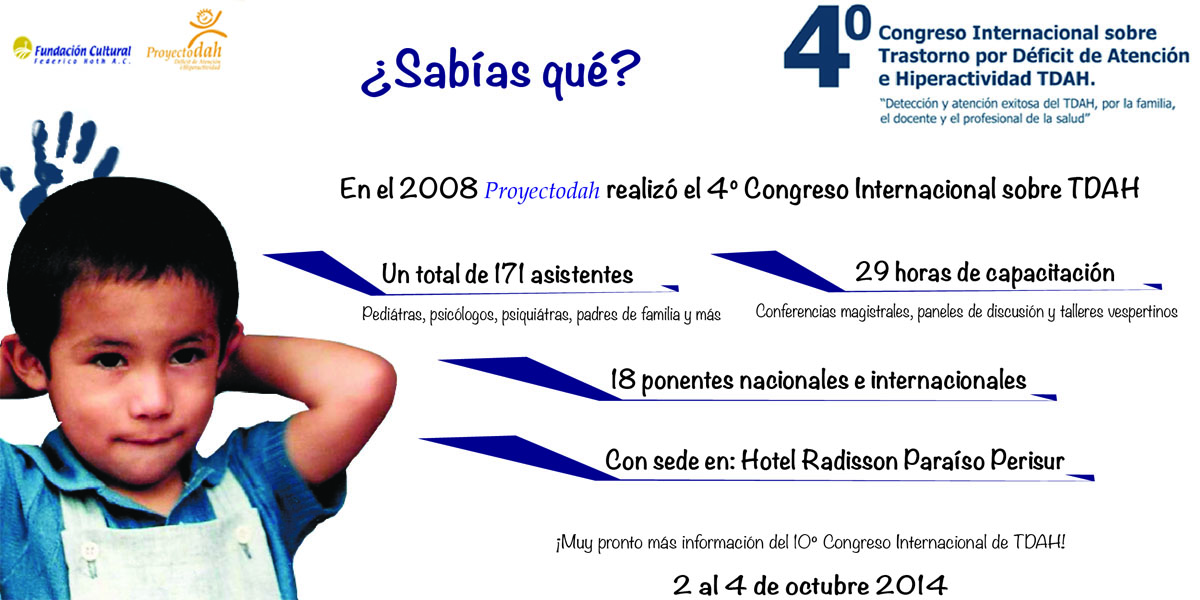 Fundación Cultural
Federico Hoth A.C.
Proyectodah
Déficit de Atención
e Hiperactividad
¿Sabías qué?
4º
Congreso Internacional sobre
Trastorno por Déficit de Atención
e Hiperactividad TDAH.
"Detección y atención exitosa del TDAH, por la familia,
el docente y el profesional de la salud"
En el 2008 Proyectodah realizó el 4º Congreso Internacional sobre TDAH
Un total de 171 asistentes
Pediátras, psicólogos, psiquiátras, padres de familia y más
29 horas de capacitación
Conferencias magistrales, paneles de discusión y talleres vespertinos
18 ponentes nacionales e internacionales
Con sede en: Hotel Radisson Paraíso Perisur
¡Muy pronto más información del 10º Congreso Internacional de TDAH!
2 al 4 de octubre 2014